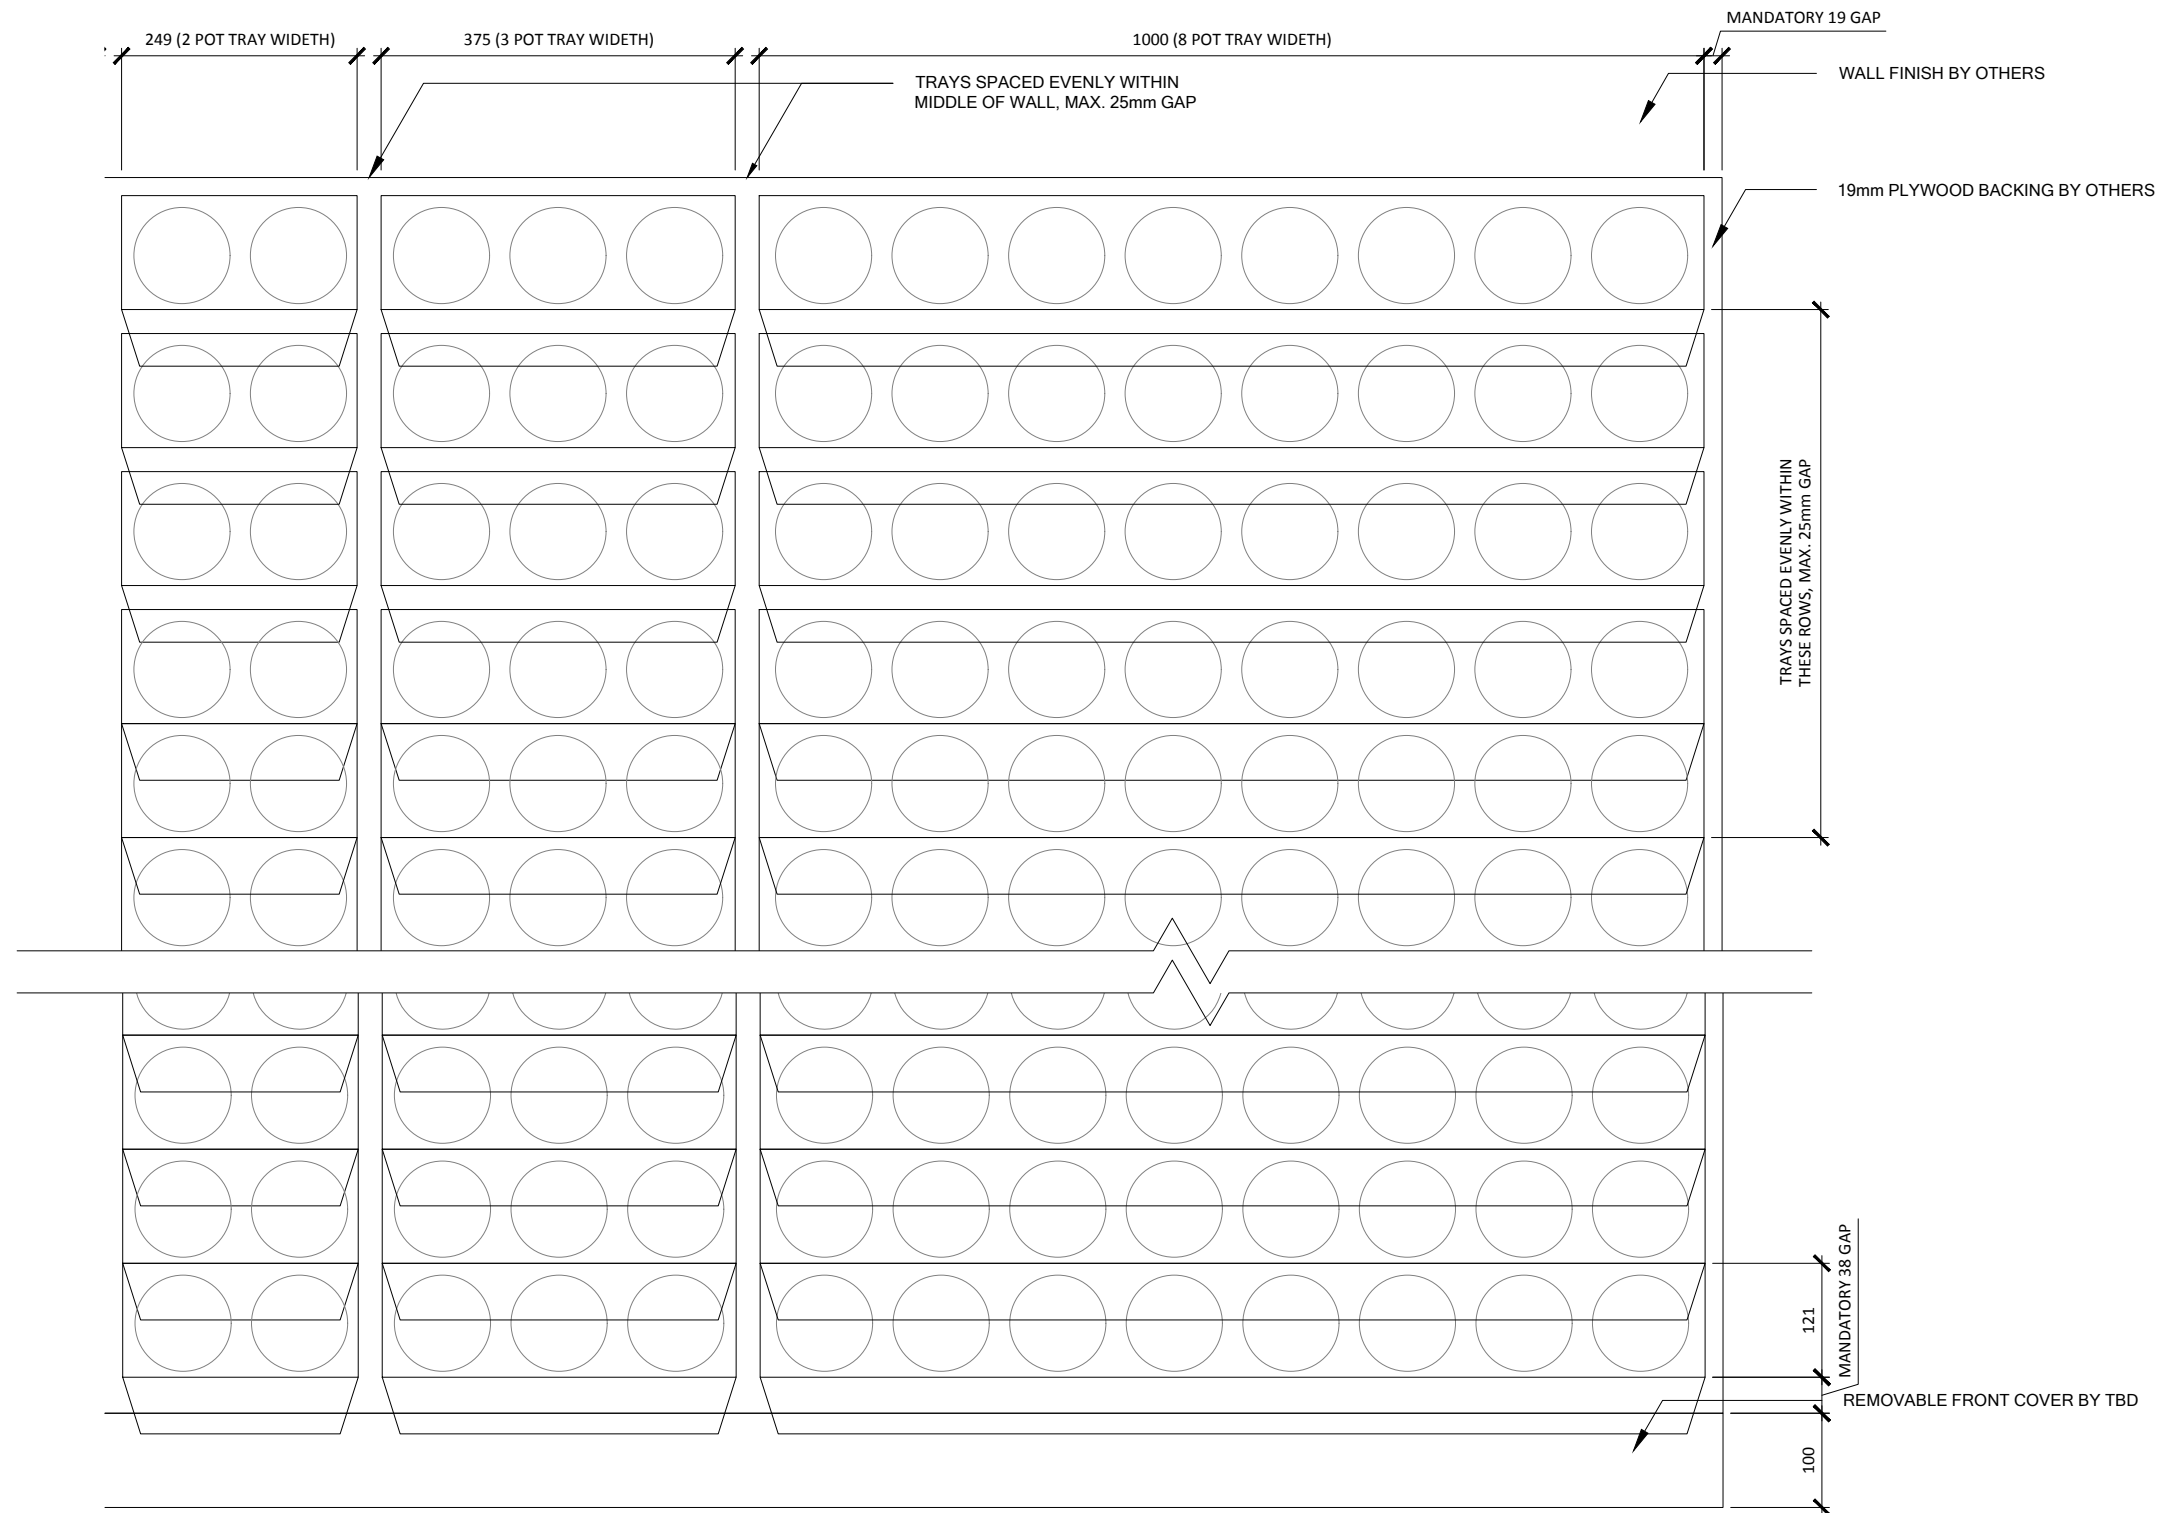 MANDATORY 19 GAP
249 (2 POT TRAY WIDETH)
375 (3 POT TRAY WIDETH)
1000 (8 POT TRAY WIDETH)
TRAYS SPACED EVENLY WITHIN
MIDDLE OF WALL, MAX. 25mm GAP
WALL FINISH BY OTHERS
19mm PLYWOOD BACKING BY OTHERS
TRAYS SPACED EVENLY WITHIN
THESE ROWS, MAX. 25mm GAP
121
MANDATORY 38 GAP
REMOVABLE FRONT COVER BY TBD
100